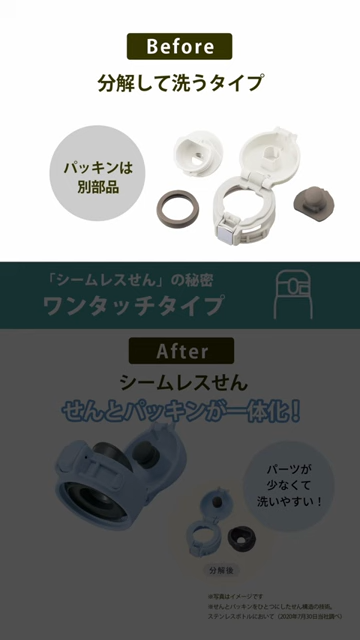 Before
分解して洗うタイプ
パッキンは
別部品
「シームレスせん」の秘密
ワンタッチタイプ
After
シームレスせん
せんとパッキンが一体化！
パーツが
少なくて
洗いやすい！
分解後
※写真はイメージです
※せんとパッキンをひとつにしたせん構造の技術。
ステンレスボトルにおいて（2020年7月30日当社調べ）